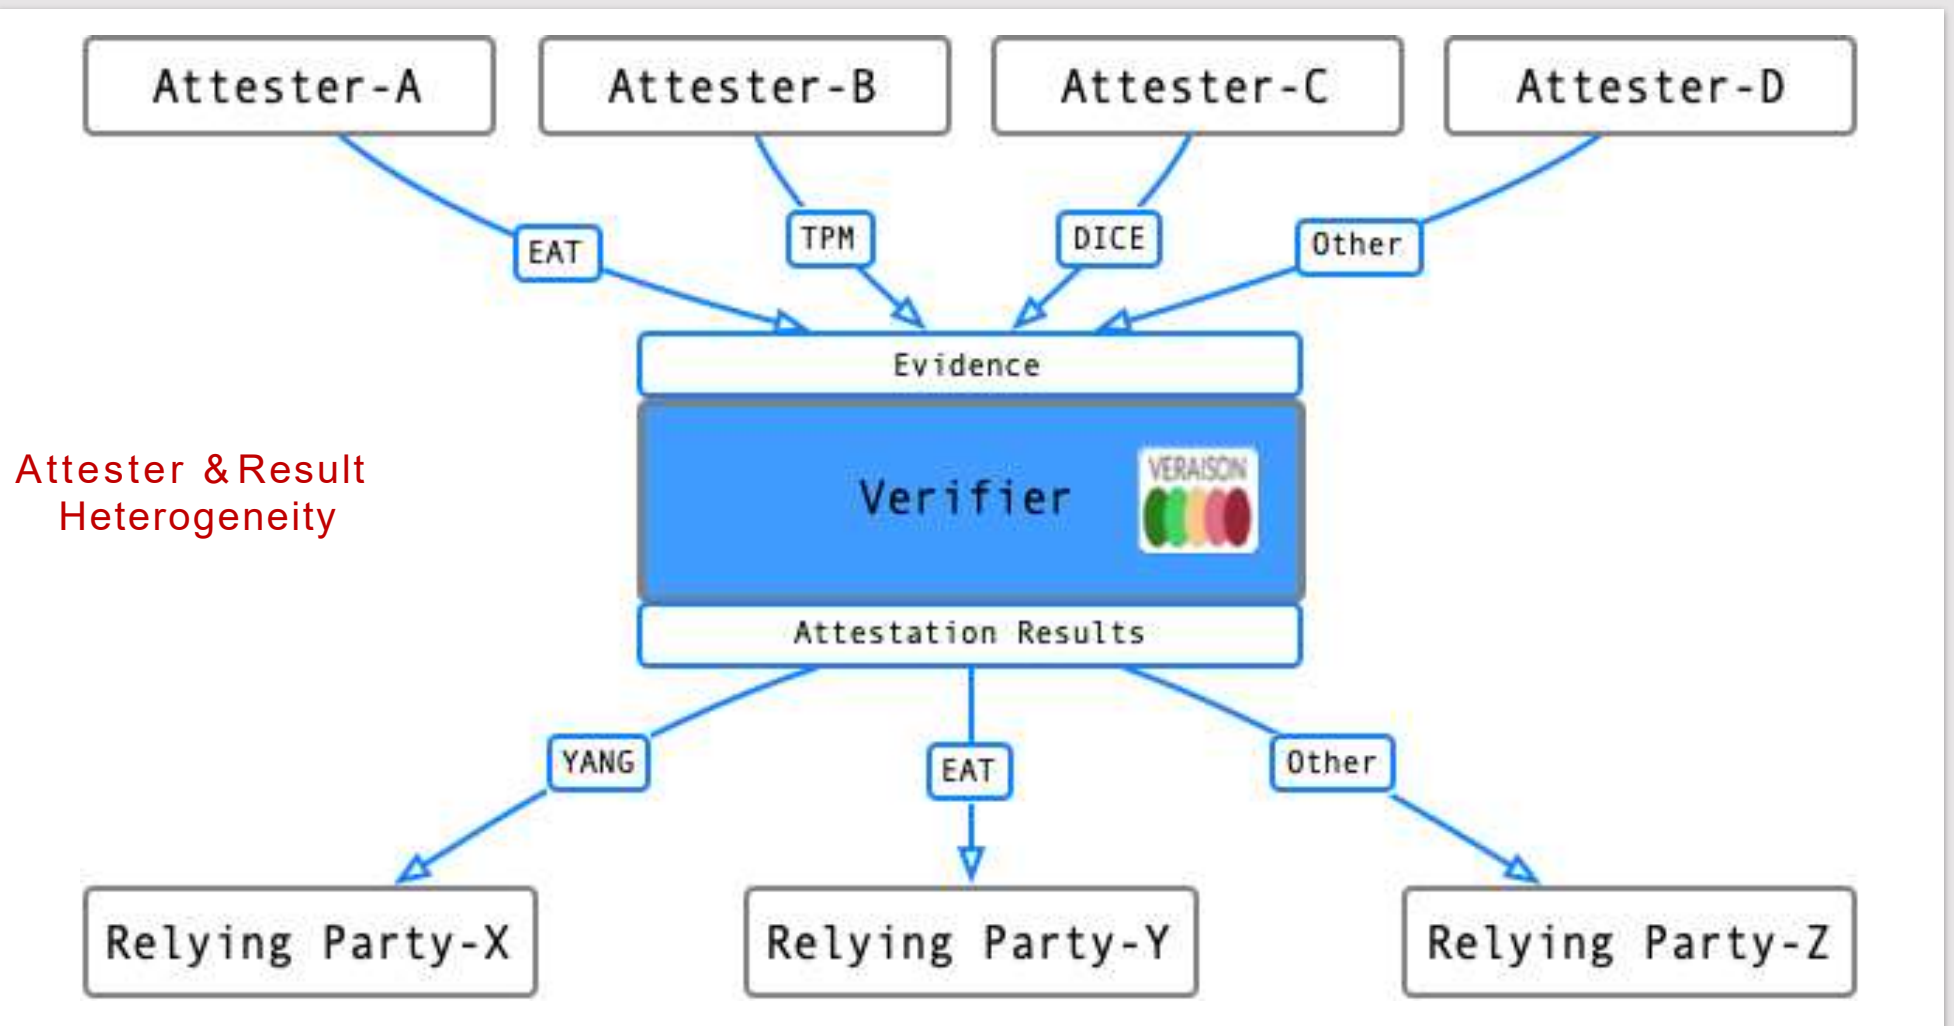 Attester-A
Attester-B
Attester-C
Attester-D
EAT
TPM
DICE
Other
Evidence
Attester & Result
Heterogeneity
Verifier
VERAISON
Attestation Results
YANG
EAT
Other
Relying Party-X
Relying Party-Y
Relying Party-Z